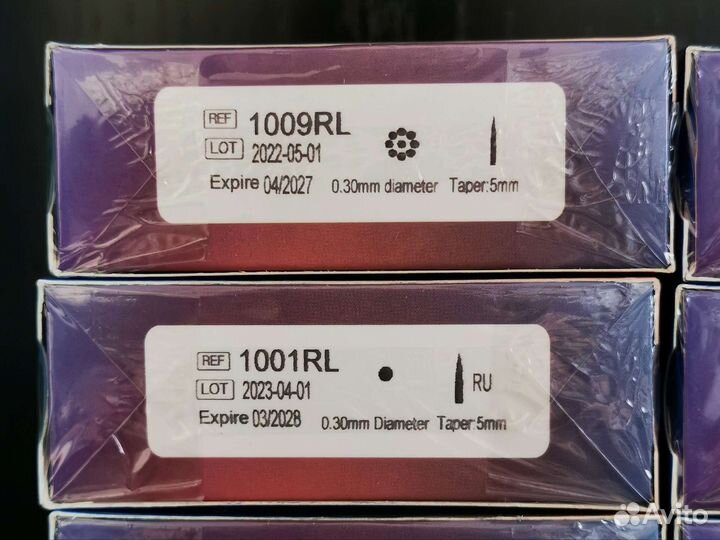 REF 1009RL
LOT 2022-05-01
Expire 04/2027 0.30mm diameter Taper:5mm
REF 1001RL
LOT 2023-04-01 RU
Expire 03/2028 0.30mm Diameter Taper:5mm
Avito